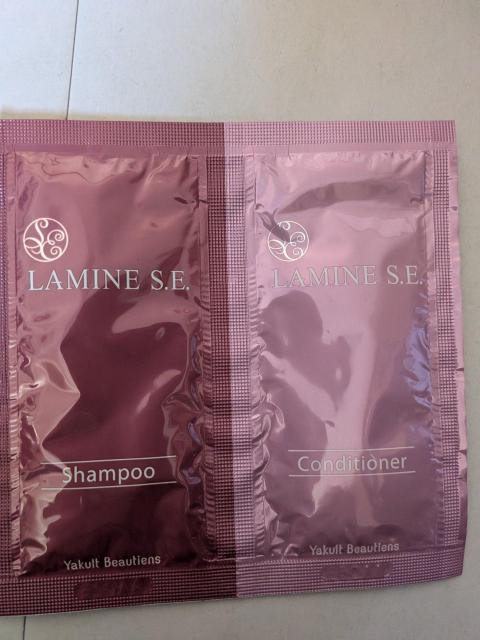 LAMINE S.E.
Shampoo
Yakult Beautiens
LAMINE S.E.
Conditioner
Yakult Beautiens